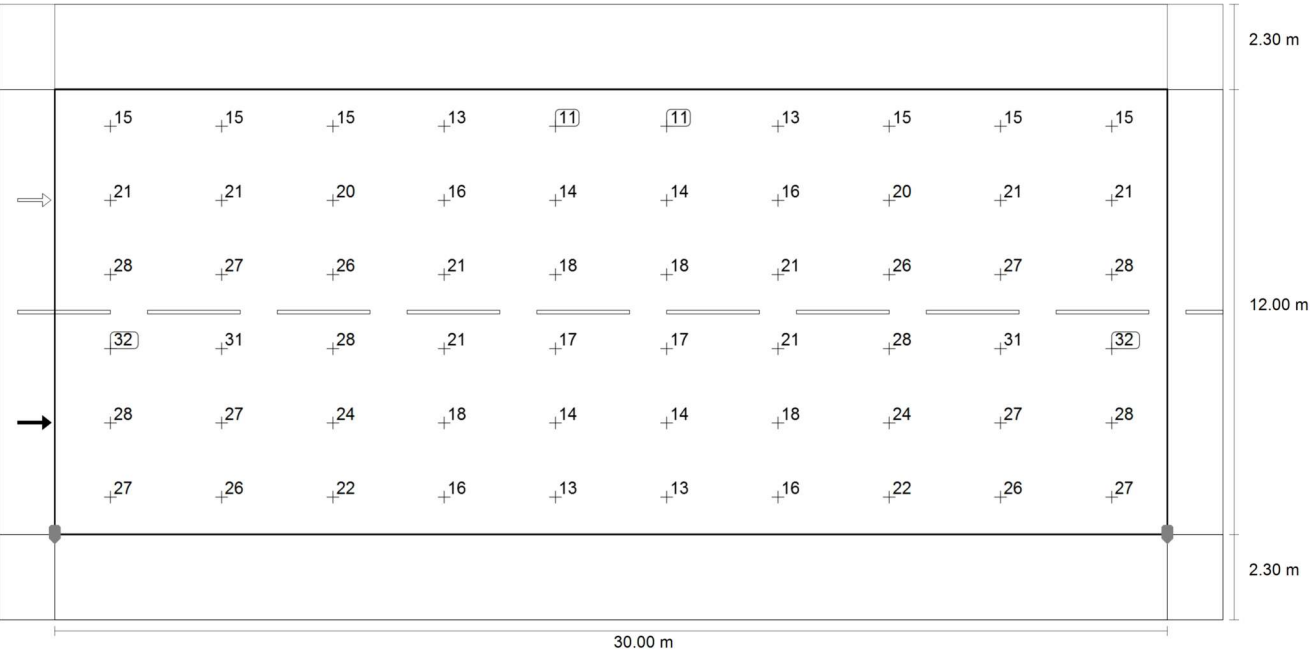 2.30 m
15 15 15 13 11 11 13 15 15 15
21 21 20 16 14 14 16 20 21 21
28 27 26 21 18 18 21 26 27 28
12.00 m
32 31 28 21 17 17 21 28 31 32
28 27 24 18 14 14 18 24 27 28
27 26 22 16 13 13 16 22 26 27
2.30 m
30.00 m